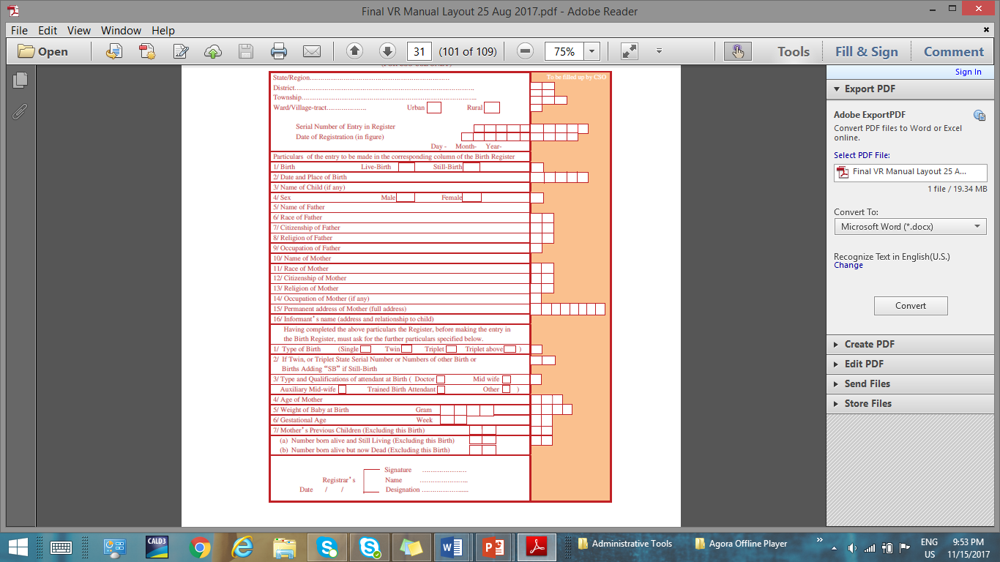 Final VR Manual Layout 25 Aug 2017.pdf - Adobe Reader
File Edit View Window Help
Open 31 (101 of 109) 75% Tools Fill & Sign Comment
Sign In
Export PDF
Adobe ExportPDF
Convert PDF files to Word or Excel
online.
Select PDF File:
Final VR Manual Layout 25 A...
1 file / 19.34 MB
Convert To:
Microsoft Word (*.docx)
Recognize Text in English(U.S.)
Change
Convert
Create PDF
Edit PDF
Send Files
Store Files
To be filled up by CSO
State/Region..........................................................
District..........................................................
Township..........................................................
Ward/Village-tract................... Urban Rural
Serial Number of Entry in Register
Date of Registration (in figure)
Day - Month- Year-
Particulars of the entry to be made in the corresponding column of the Birth Register
1/ Birth Live-Birth Still-Birth
2/ Date and Place of Birth
3/ Name of Child (if any)
4/ Sex Male Female
5/ Name of Father
6/ Race of Father
7/ Citizenship of Father
8/ Religion of Father
9/ Occupation of Father
10/ Name of Mother
11/ Race of Mother
12/ Citizenship of Mother
13/ Religion of Mother
14/ Occupation of Mother (if any)
15/ Permanent address of Mother (full address)
16/ Informant's name (address and relationship to child)
Having completed the above particulars the Register, before making the entry in
the Birth Register, must ask for the further particulars specified below.
1/ Type of Birth (Single Twin Triplet Triplet above )
2/ If Twin, or Triplet State Serial Number or Numbers of other Birth or
Births Adding "SB" if Still-Birth
3/ Type and Qualifications of attendant at Birth ( Doctor Mid wife
Auxiliary Mid-wife Trained Birth Attendant Other )
4/ Age of Mother
5/ Weight of Baby at Birth Gram
6/ Gestational Age Week
7/ Mother's Previous Children (Excluding this Birth)
(a) Number born alive and Still Living (Excluding this Birth)
(b) Number born alive but now Dead (Excluding this Birth)
Signature .....................
Registrar's Name .......................
Date / / Designation .......................
CALD3
Administrative Tools Agora Offline Player
ENG 9:53 PM
US 11/15/2017